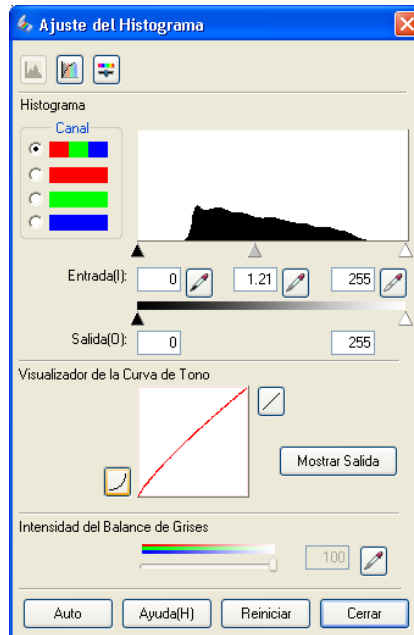 Ajuste del Histograma
Histograma
Canal
Entrada(I): 0 1.21 255
Salida(O): 0 255
Visualizador de la Curva de Tono
Mostrar Salida
Intensidad del Balance de Grises
100
Auto Ayuda(H) Reiniciar Cerrar